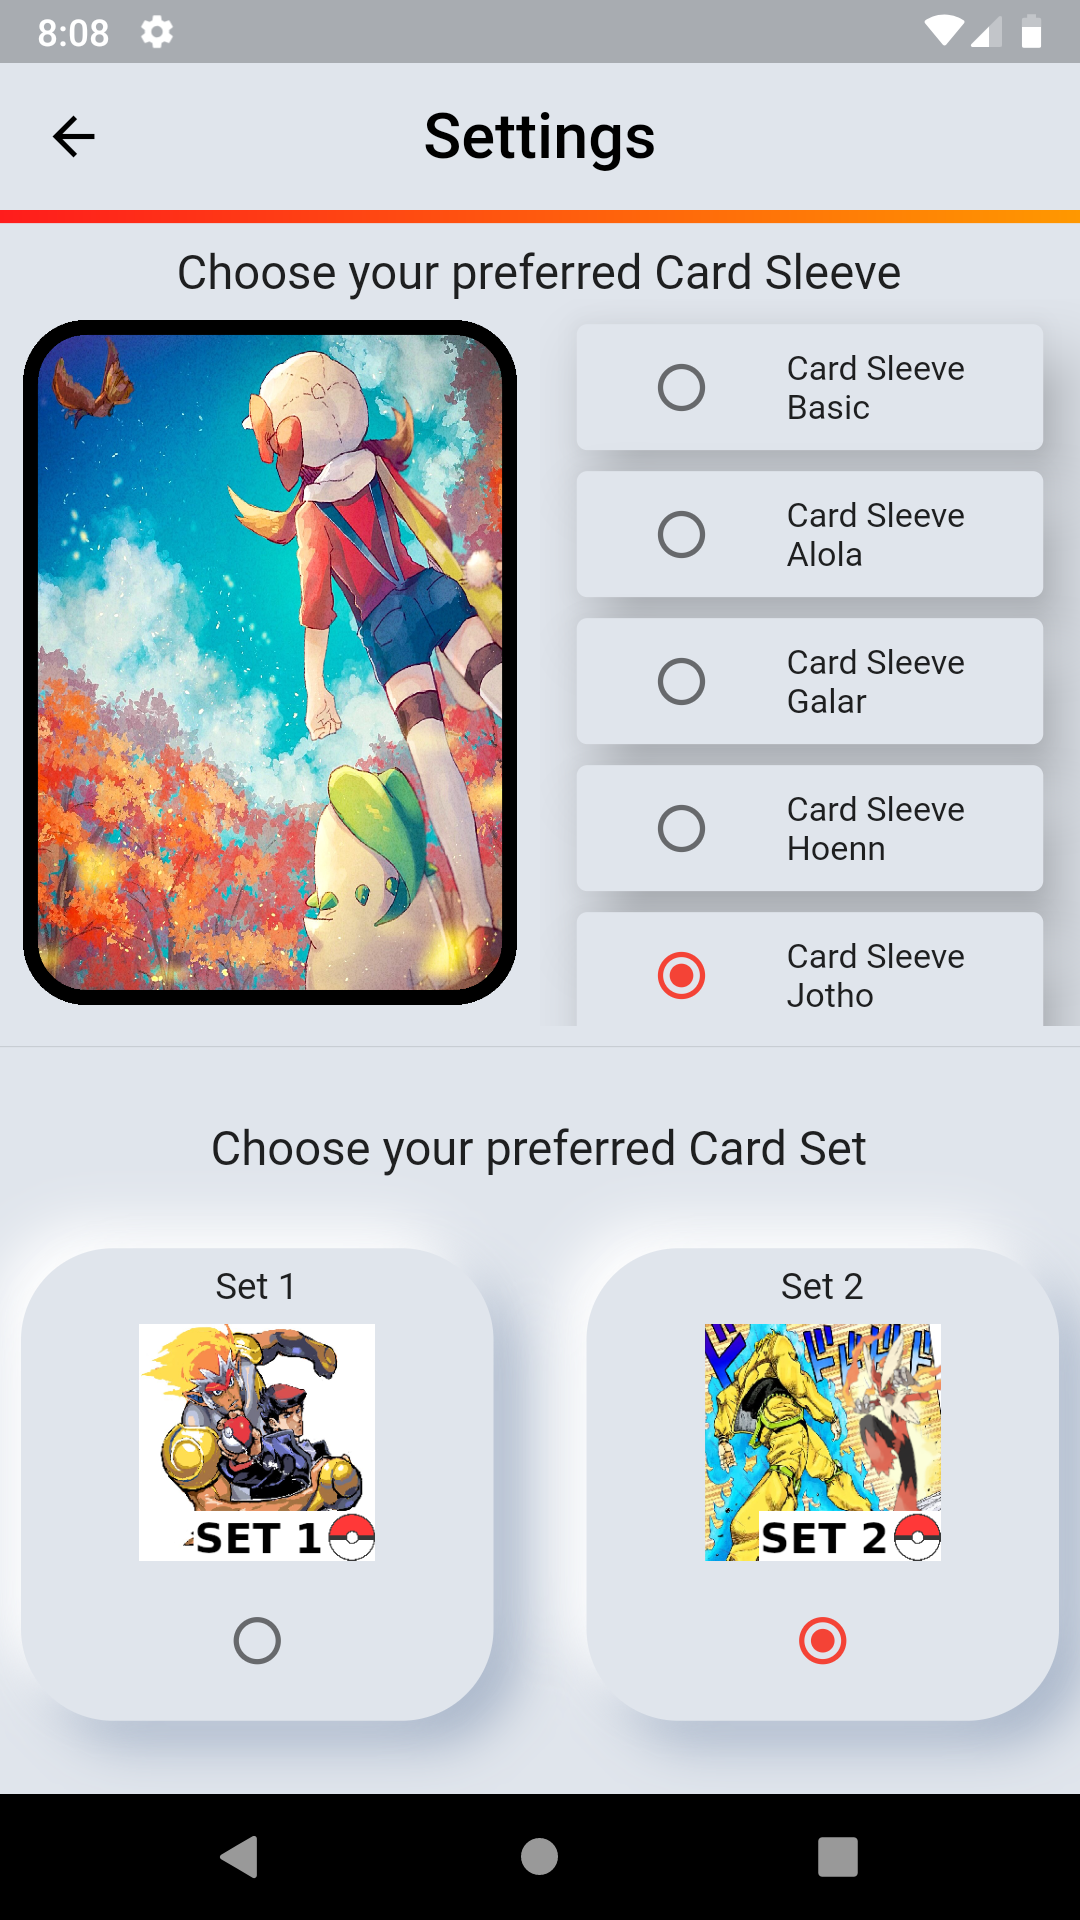 8:08
Settings
Choose your preferred Card Sleeve
Card Sleeve
Basic
Card Sleeve
Alola
Card Sleeve
Galar
Card Sleeve
Hoenn
Card Sleeve
Jotho
Choose your preferred Card Set
Set 1
Set 2
SET 1
SET 2